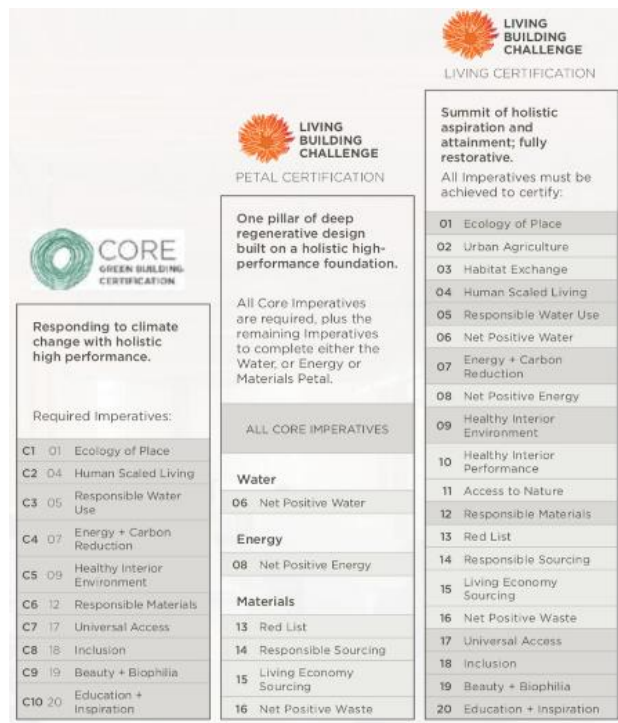 CORE
GREEN BUILDING
CERTIFICATION
Responding to climate
change with holistic
high performance.
Required Imperatives:
C1 01 Ecology of Place
C2 04 Human Scaled Living
C3 05 Responsible Water
Use
C4 07 Energy + Carbon
Reduction
C5 09 Healthy Interior
Environment
C6 12 Responsible Materials
C7 17 Universal Access
C8 18 Inclusion
C9 19 Beauty + Biophilia
C10 20 Education +
Inspiration
LIVING
BUILDING
CHALLENGE
PETAL CERTIFICATION
One pillar of deep
regenerative design
built on a holistic high-
performance foundation.
All Core Imperatives
are required, plus the
remaining Imperatives
to complete either the
Water, or Energy or
Materials Petal.
ALL CORE IMPERATIVES
Water
06 Net Positive Water
Energy
08 Net Positive Energy
Materials
13 Red List
14 Responsible Sourcing
15 Living Economy
Sourcing
16 Net Positive Waste
LIVING
BUILDING
CHALLENGE
LIVING CERTIFICATION
Summit of holistic
aspiration and
attainment; fully
restorative.
All Imperatives must be
achieved to certify:
01 Ecology of Place
02 Urban Agriculture
03 Habitat Exchange
04 Human Scaled Living
05 Responsible Water Use
06 Net Positive Water
07 Energy + Carbon
Reduction
08 Net Positive Energy
09 Healthy Interior
Environment
10 Healthy Interior
Performance
11 Access to Nature
12 Responsible Materials
13 Red List
14 Responsible Sourcing
15 Living Economy
Sourcing
16 Net Positive Waste
17 Universal Access
18 Inclusion
19 Beauty + Biophilia
20 Education + Inspiration